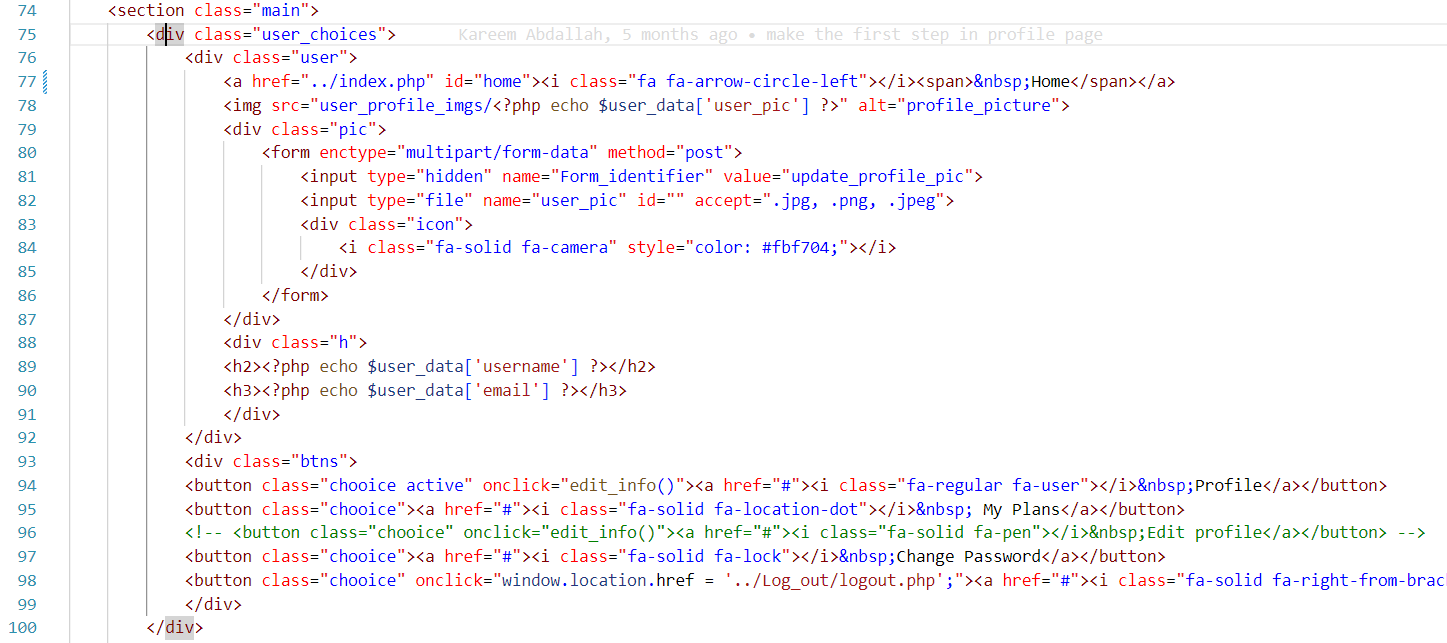 74 <section class="main">
75 <div class="user_choices"> Kareem Abdallah, 5 months ago • make the first step in profile page
76 <div class="user">
77 <a href="../index.php" id="home"><i class="fa fa-arrow-circle-left"></i><span>&nbsp;Home</span></a>
78 <img src="user_profile_imgs/<?php echo $user_data['user_pic'] ?>" alt="profile_picture">
79 <div class="pic">
80 <form enctype="multipart/form-data" method="post">
81 <input type="hidden" name="Form_identifier" value="update_profile_pic">
82 <input type="file" name="user_pic" id="" accept=".jpg, .png, .jpeg">
83 <div class="icon">
84 <i class="fa-solid fa-camera" style="color: #fbf704;"></i>
85 </div>
86 </form>
87 </div>
88 <div class="h">
89 <h2><?php echo $user_data['username'] ?></h2>
90 <h3><?php echo $user_data['email'] ?></h3>
91 </div>
92 </div>
93 <div class="btns">
94 <button class="chooice active" onclick="edit_info()"><a href="#"><i class="fa-regular fa-user"></i>&nbsp;Profile</a></button>
95 <button class="chooice"><a href="#"><i class="fa-solid fa-location-dot"></i>&nbsp; My Plans</a></button>
96 <!-- <button class="chooice" onclick="edit_info()"><a href="#"><i class="fa-solid fa-pen"></i>&nbsp;Edit profile</a></button> -->
97 <button class="chooice"><a href="#"><i class="fa-solid fa-lock"></i>&nbsp;Change Password</a></button>
98 <button class="chooice" onclick="window.location.href = '../Log_out/logout.php';"><a href="#"><i class="fa-solid fa-right-from-brac
99 </div>
100 </div>